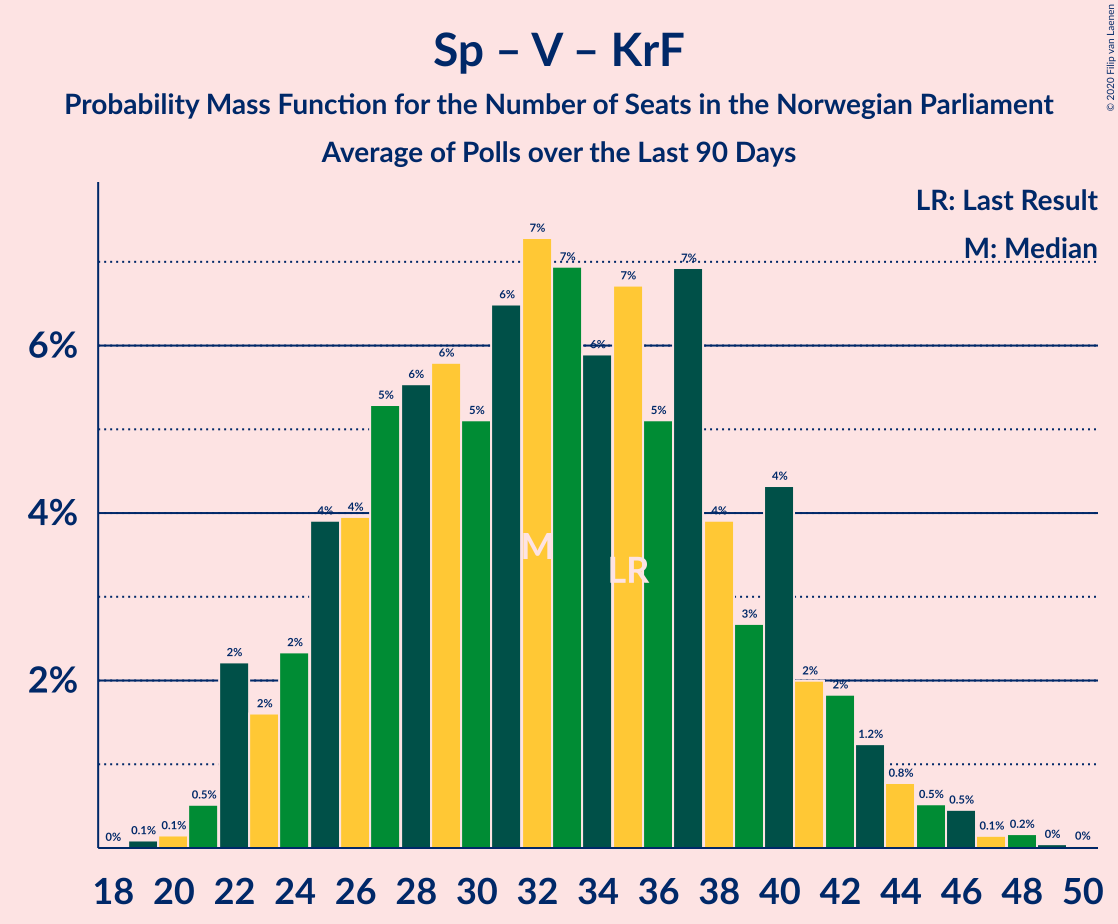 Sp – V – KrF
Probability Mass Function for the Number of Seats in the Norwegian Parliament
Average of Polls over the Last 90 Days
© 2020 Filip van Laenen
LR: Last Result
M: Median
6%
4%
2%
0% 0.1% 0.1% 0.5% 2% 2% 2% 4% 4% 5% 6% 6% 5% 6% 7% 7% 6% 7% 5% 7% 4% 3% 4% 2% 2% 1.2% 0.8% 0.5% 0.5% 0.1% 0.2% 0% 0%
M
LR
18 20 22 24 26 28 30 32 34 36 38 40 42 44 46 48 50